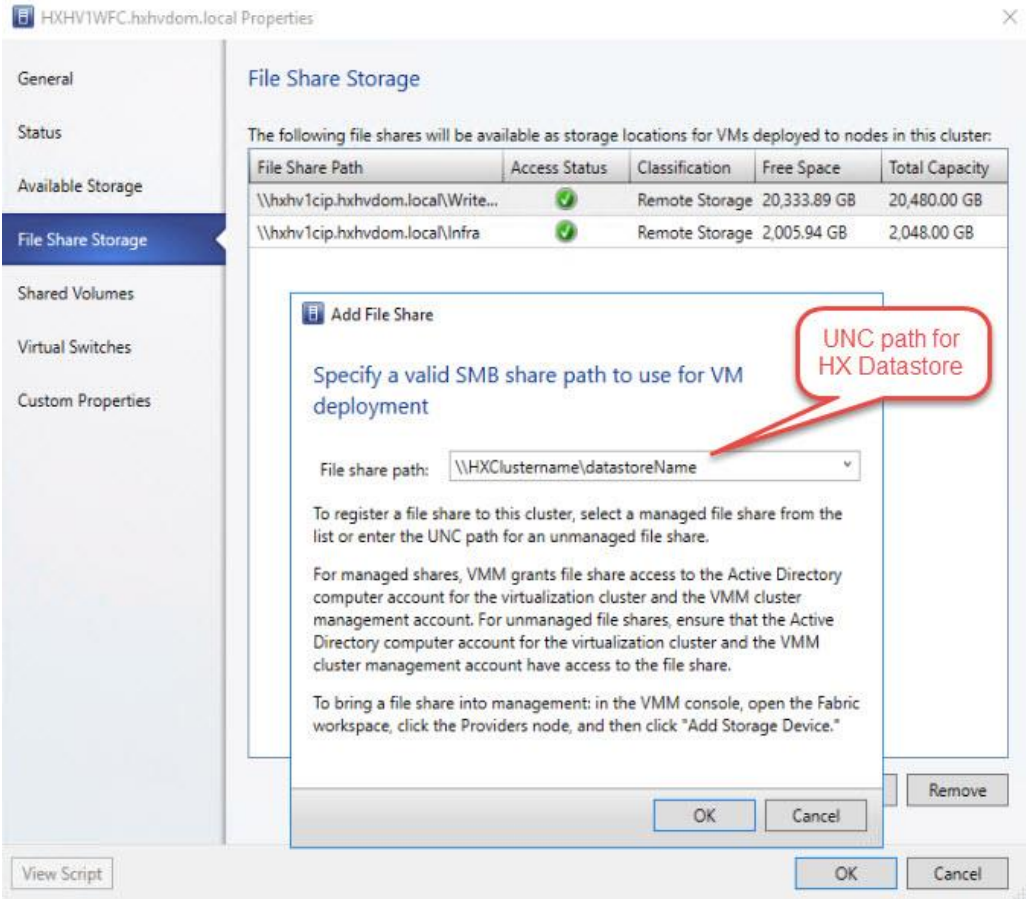 HXHV1WFC.hxhvdom.local Properties
General
Status
Available Storage
File Share Storage
Shared Volumes
Virtual Switches
Custom Properties
File Share Storage
The following file shares will be available as storage locations for VMs deployed to nodes in this cluster:
File Share Path Access Status Classification Free Space Total Capacity
\\hxhv1cip.hxhvdom.local\Write... Remote Storage 20,333.89 GB 20,480.00 GB
\\hxhv1cip.hxhvdom.local\Infra Remote Storage 2,005.94 GB 2,048.00 GB
Add File Share
UNC path for
HX Datastore
Specify a valid SMB share path to use for VM
deployment
File share path: \\HXClustername\datastoreName
To register a file share to this cluster, select a managed file share from the
list or enter the UNC path for an unmanaged file share.
For managed shares, VMM grants file share access to the Active Directory
computer account for the virtualization cluster and the VMM cluster
management account. For unmanaged file shares, ensure that the Active
Directory computer account for the virtualization cluster and the VMM
cluster management account have access to the file share.
To bring a file share into management: in the VMM console, open the Fabric
workspace, click the Providers node, and then click "Add Storage Device."
OK Cancel
Remove
View Script
OK Cancel